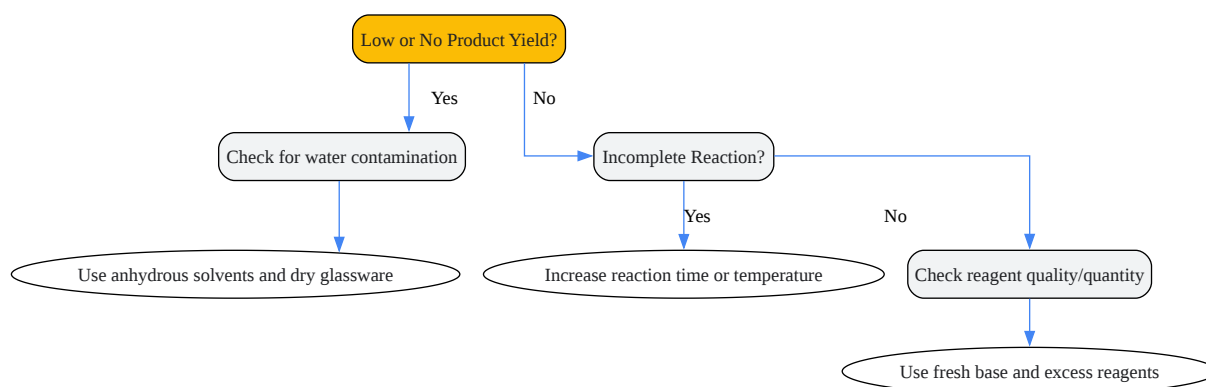 Low or No Product Yield?
Yes
No
Check for water contamination
Incomplete Reaction?
Yes
No
Use anhydrous solvents and dry glassware
Increase reaction time or temperature
Check reagent quality/quantity
Use fresh base and excess reagents